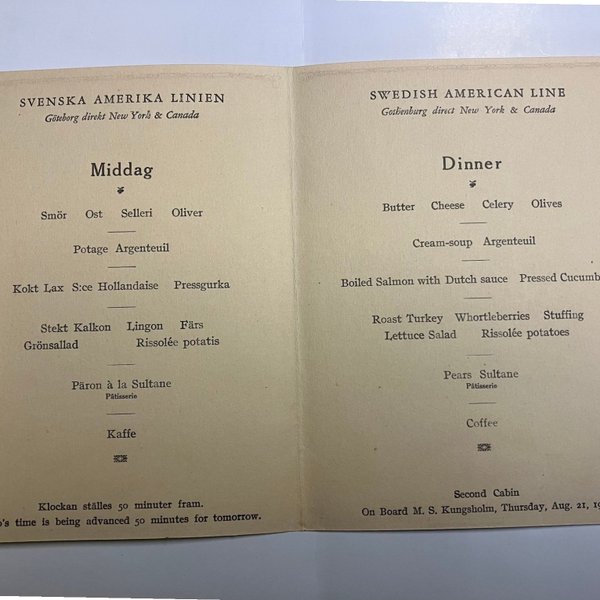 SVENSKA AMERIKA LINIEN
Göteborg direkt New York & Canada
Middag
Smör Ost Selleri Oliver
Potage Argenteuil
Kokt Lax S:ce Hollandaise Pressgurka
Stekt Kalkon Lingon Färs
Grönsallad Rissolée potatis
Päron à la Sultane
Pâtisserie
Kaffe
Klockan ställes 50 minuter fram.
time is being advanced 50 minutes for tomorrow.
SWEDISH AMERICAN LINE
Gothenburg direct New York & Canada
Dinner
Butter Cheese Celery Olives
Cream-soup Argenteuil
Boiled Salmon with Dutch sauce Pressed
Roast Turkey Whortleberries Stuffing
Lettuce Salad Rissolée potatoes
Pears Sultane
Pâtisserie
Coffee
Second Cabin
On Board M. S. Kungsholm, Thursday, Aug. 21,